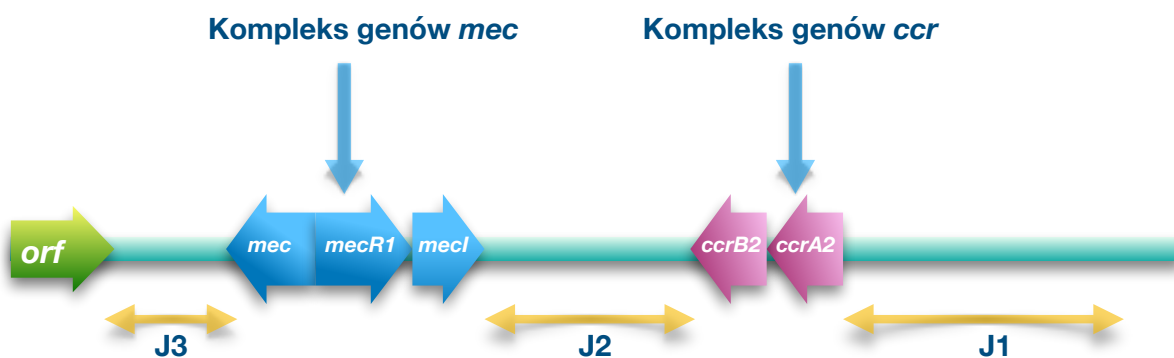 Kompleks genów mec
Kompleks genów ccr
orf
mec
mecR1
mecI
ccrB2
ccrA2
J3
J2
J1